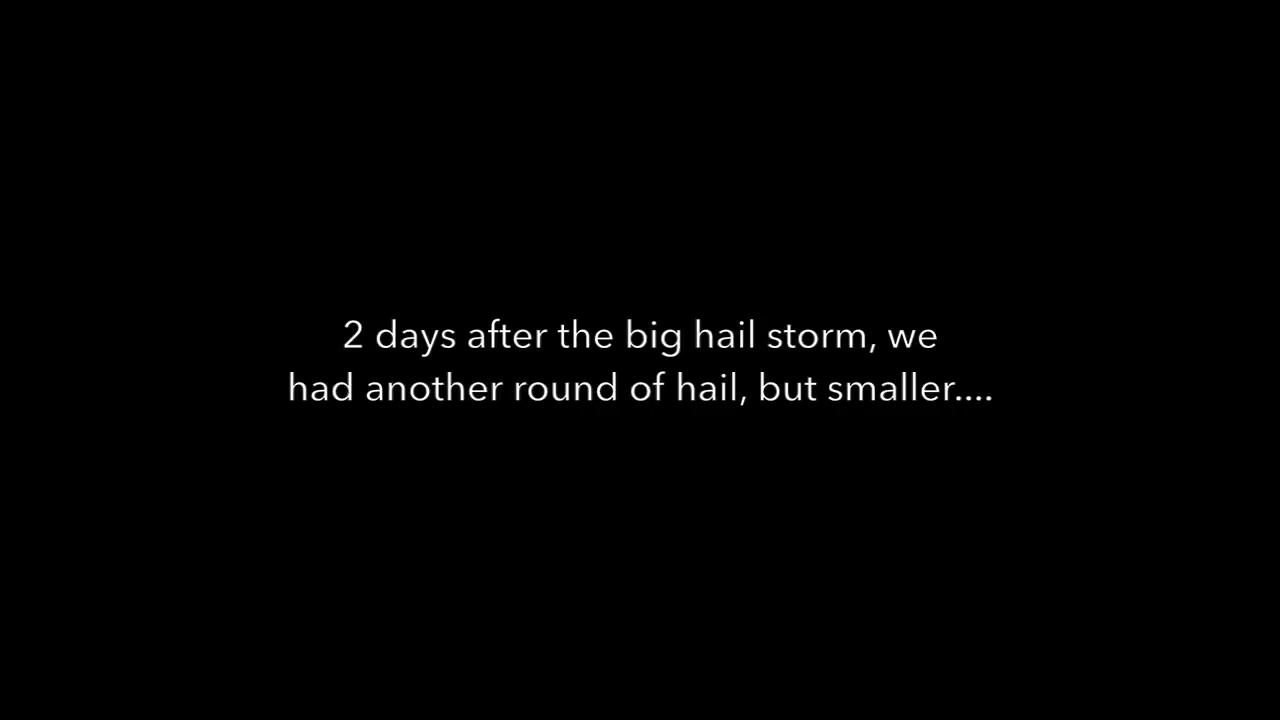 2 days after the big hail storm, we
had another round of hail, but smaller....